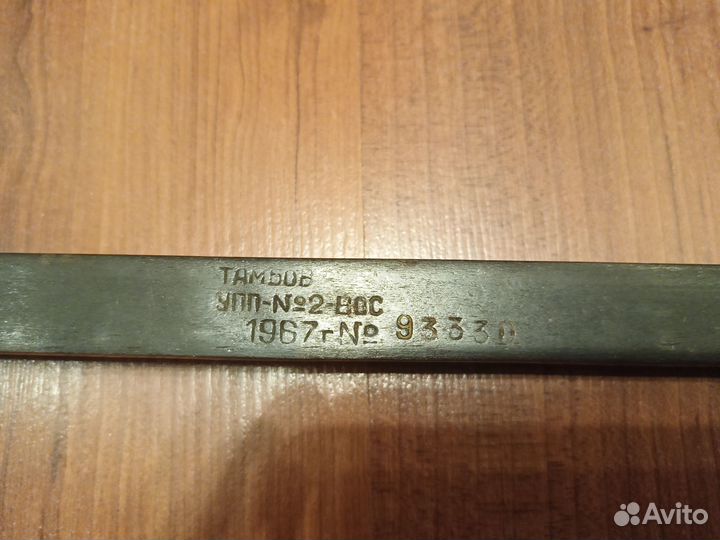 ТАМБОВ
УПП-№2-ВОС
1967г №
Avito